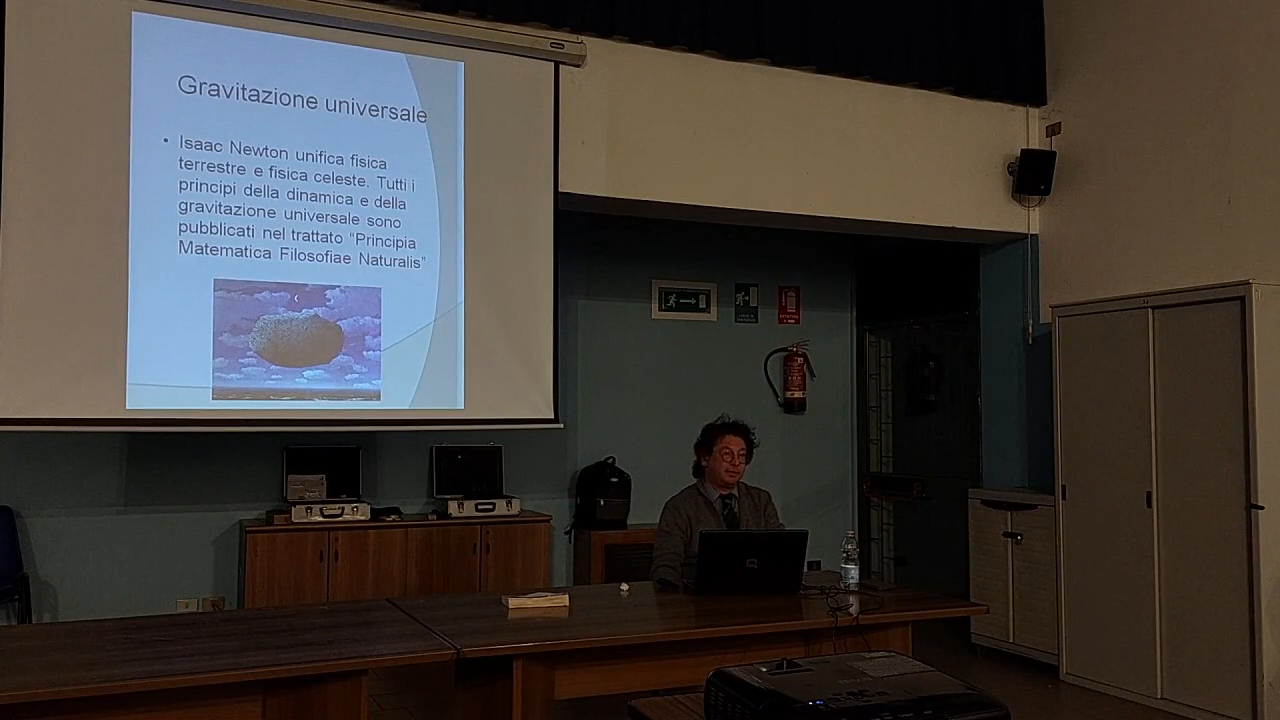 Gravitazione universale
• Isaac Newton unifica fisica
terrestre e fisica celeste. Tutti i
principi della dinamica e della
gravitazione universale sono
pubblicati nel trattato "Principia
Matematica Filosofiae Naturalis"